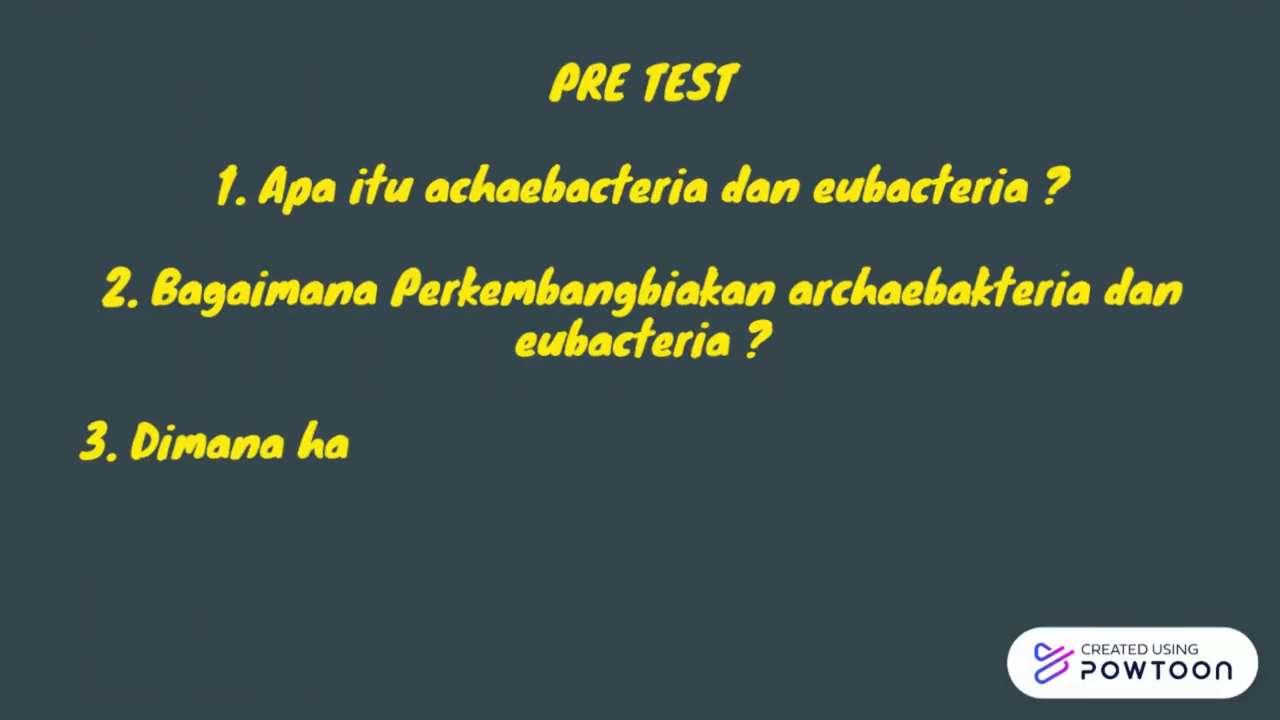 PRE TEST
1. Apa itu achaebacteria dan eubacteria ?
2. Bagaimana Perkembangbiakan archaebakteria dan
eubacteria ?
3. Dimana ha
CREATED USING
POWTOON